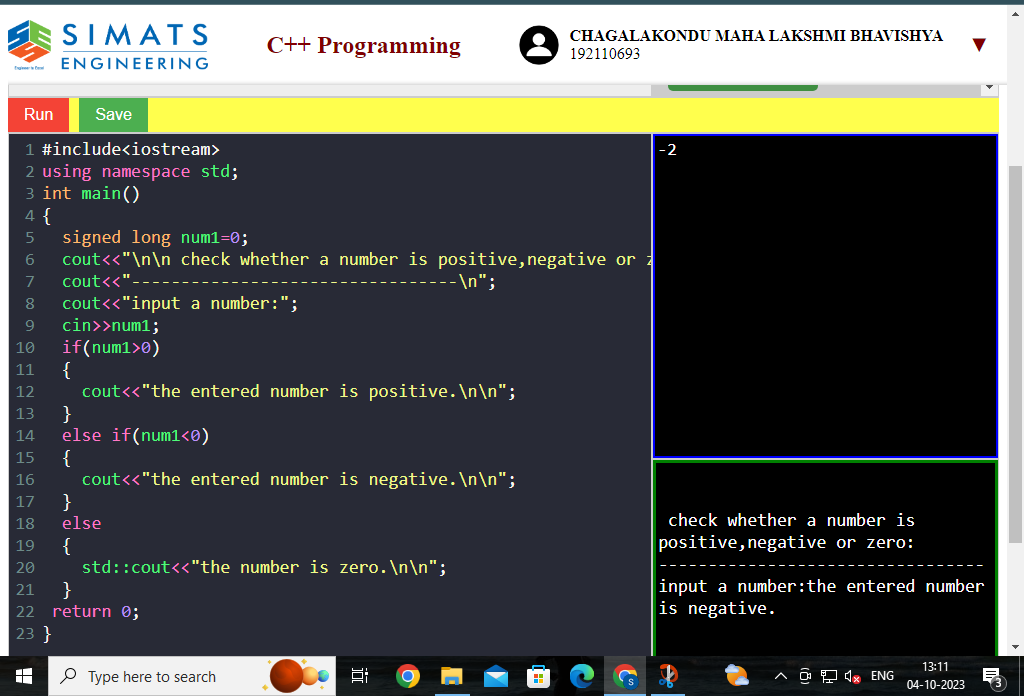 SIMATS
ENGINEERING
Engineer to Excel
C++ Programming
CHAGALAKONDU MAHA LAKSHMI BHAVISHYA
192110693
Run
Save
1 #include<iostream>
2 using namespace std;
3 int main()
4 {
5 signed long num1=0;
6 cout<<"\n\n check whether a number is positive,negative or z
7 cout<<"---------------------------------\n";
8 cout<<"input a number:";
9 cin>>num1;
10 if(num1>0)
11 {
12 cout<<"the entered number is positive.\n\n";
13 }
14 else if(num1<0)
15 {
16 cout<<"the entered number is negative.\n\n";
17 }
18 else
19 {
20 std::cout<<"the number is zero.\n\n";
21 }
22 return 0;
23 }
-2
check whether a number is
positive,negative or zero:
---------------------------------
input a number:the entered number
is negative.
Type here to search
S
ENG
13:11
04-10-2023
3